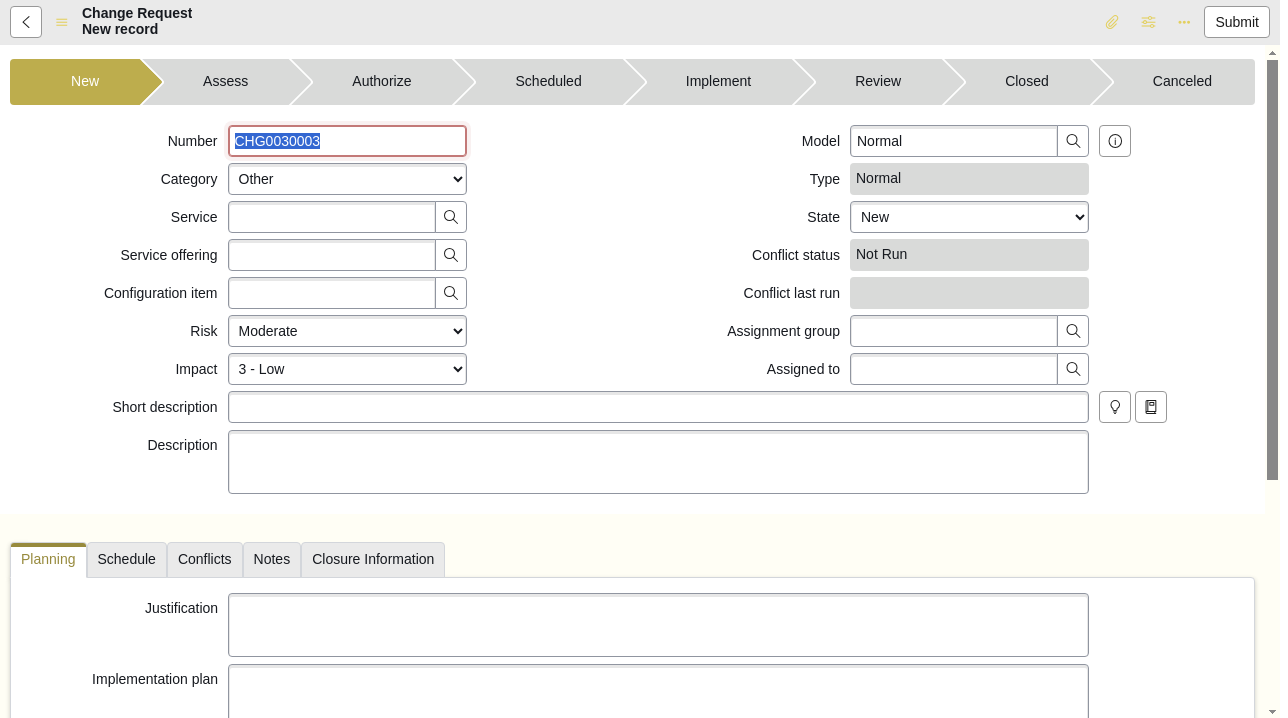 Change Request
New record
Submit
New
Assess
Authorize
Scheduled
Implement
Review
Closed
Canceled
Number
CHG0030003
Model
Normal
Category
Other
Type
Normal
Service
State
New
Service offering
Conflict status
Not Run
Configuration item
Conflict last run
Risk
Moderate
Assignment group
Impact
3 - Low
Assigned to
Short description
Description
Planning
Schedule
Conflicts
Notes
Closure Information
Justification
Implementation plan